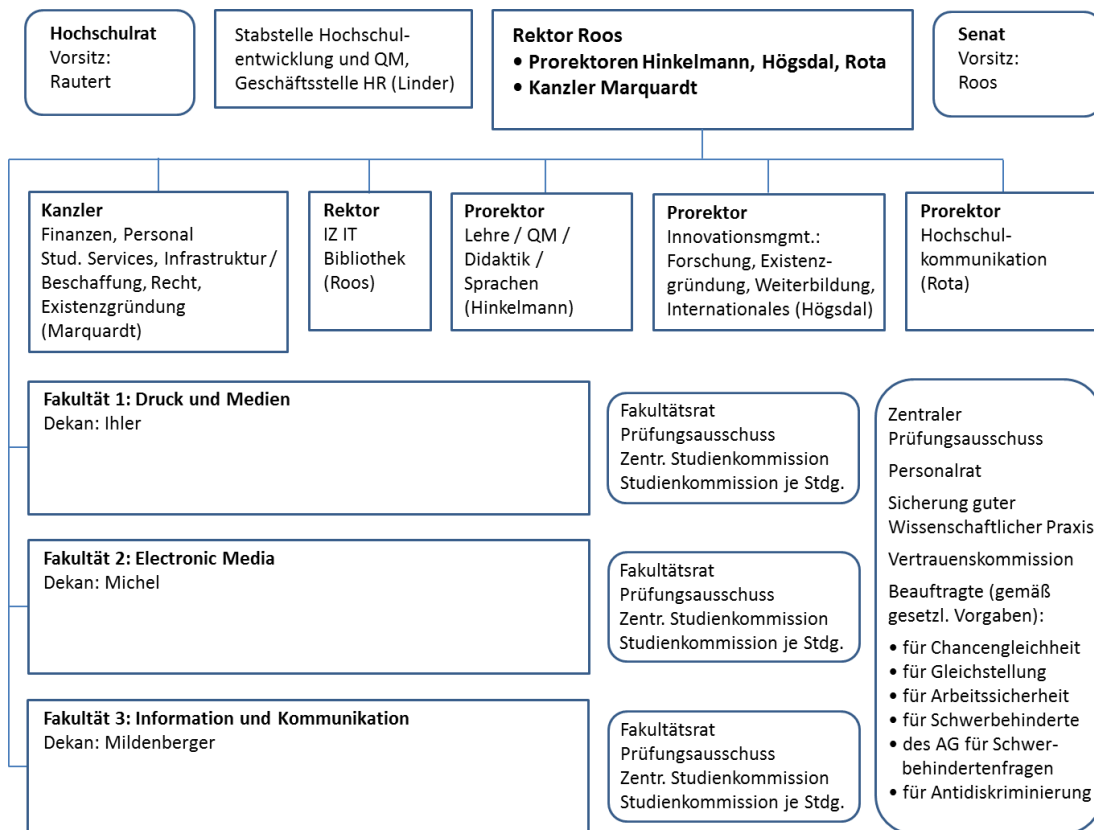 Hochschulrat
Vorsitz:
Rautert
Stabstelle Hochschul-
entwicklung und QM,
Geschäftsstelle HR (Linder)
Rektor Roos
• Prorektoren Hinkelmann, Högsdal, Rota
• Kanzler Marquardt
Senat
Vorsitz:
Roos
Kanzler
Finanzen, Personal
Stud. Services, Infrastruktur /
Beschaffung, Recht,
Existenzgründung
(Marquardt)
Rektor
IZ IT
Bibliothek
(Roos)
Prorektor
Lehre / QM /
Didaktik /
Sprachen
(Hinkelmann)
Prorektor
Innovationsmgmt.:
Forschung, Existenz-
gründung, Weiterbildung,
Internationales (Högsdal)
Prorektor
Hochschul-
kommunikation
(Rota)
Fakultät 1: Druck und Medien
Dekan: Ihler
Fakultätsrat
Prüfungsausschuss
Zentr. Studienkommission
Studienkommission je Stdg.
Fakultät 2: Electronic Media
Dekan: Michel
Fakultätsrat
Prüfungsausschuss
Zentr. Studienkommission
Studienkommission je Stdg.
Fakultät 3: Information und Kommunikation
Dekan: Mildenberger
Fakultätsrat
Prüfungsausschuss
Zentr. Studienkommission
Studienkommission je Stdg.
Zentraler
Prüfungsausschuss
Personalrat
Sicherung guter
Wissenschaftlicher Praxis
Vertrauenskommission
Beauftragte (gemäß
gesetzl. Vorgaben):
• für Chancengleichheit
• für Gleichstellung
• für Arbeitssicherheit
• für Schwerbehinderte
• des AG für Schwer-
behindertenfragen
• für Antidiskriminierung